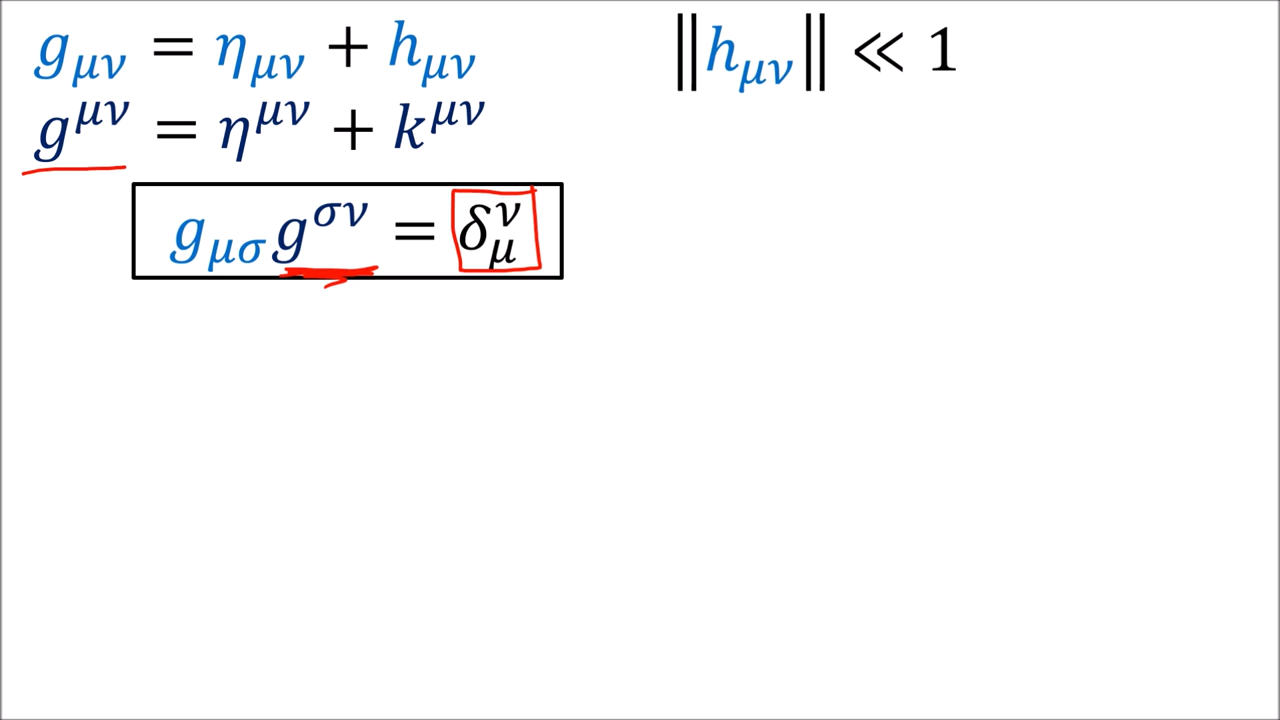 g_{μν} = η_{μν} + h_{μν}   ‖h_{μν}‖ ≪ 1
g^{μν} = η^{μν} + k^{μν}
g_{μσ} g^{σν} = δ_μ^ν